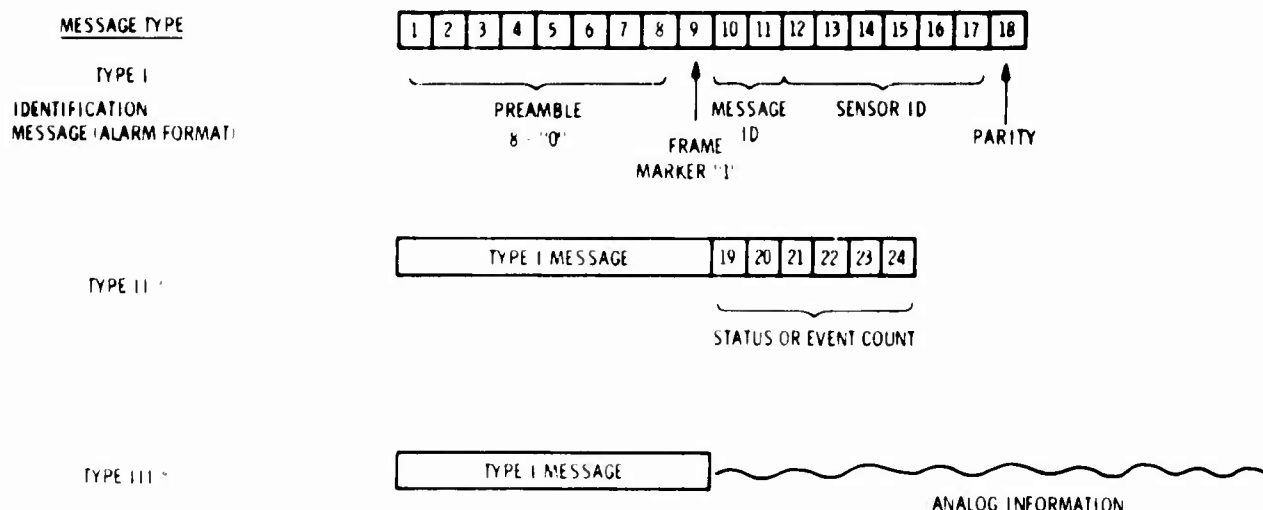 MESSAGE TYPE
1 2 3 4 5 6 7 8 9 10 11 12 13 14 15 16 17 18
TYPE I
IDENTIFICATION
MESSAGE (ALARM FORMAT)
PREAMBLE
8 - "0"
FRAME
MARKER "1"
MESSAGE
ID
SENSOR ID
PARITY
TYPE II *
TYPE I MESSAGE
19 20 21 22 23 24
STATUS OR EVENT COUNT
TYPE III *
TYPE I MESSAGE
ANALOG INFORMATION